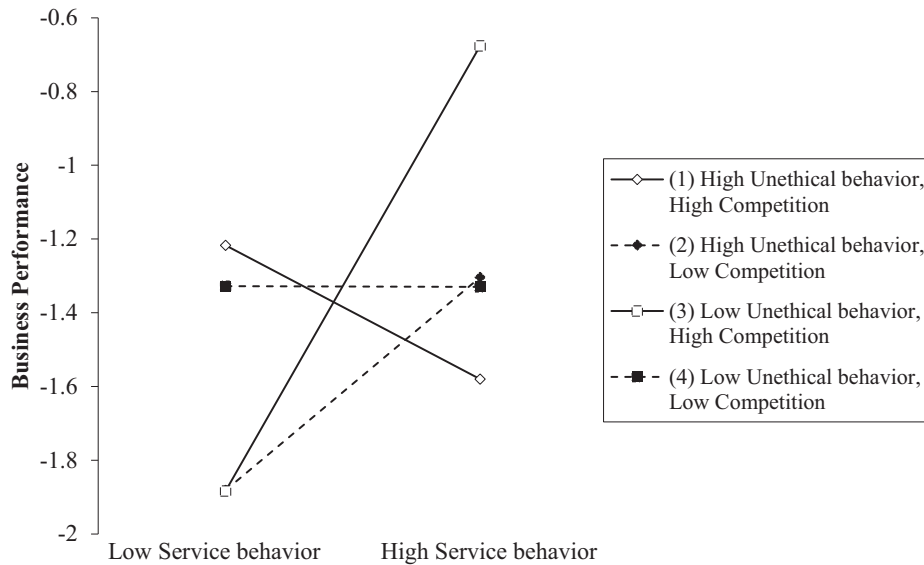 -0.6
-0.8
-1
-1.2
-1.4
-1.6
-1.8
-2
Business Performance
Low Service behavior
High Service behavior
(1) High Unethical behavior,
High Competition
(2) High Unethical behavior,
Low Competition
(3) Low Unethical behavior,
High Competition
(4) Low Unethical behavior,
Low Competition